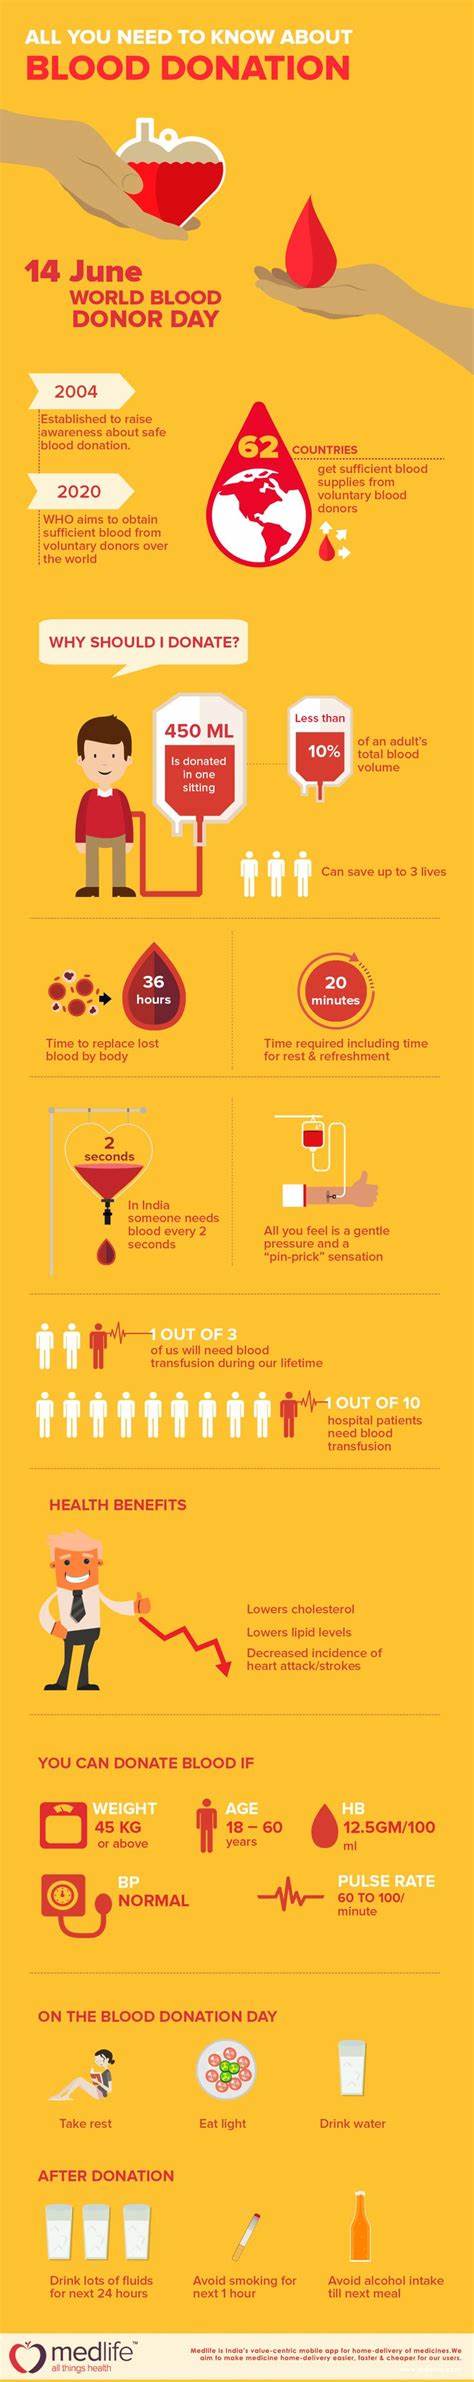 ALL YOU NEED TO KNOW ABOUT
BLOOD DONATION
14 June
WORLD BLOOD
DONOR DAY
2004
Established to raise
awareness about safe
blood donation.
2020
WHO aims to obtain
sufficient blood from
voluntary donors over
the world
62 COUNTRIES
get sufficient blood
supplies from
voluntary blood
donors
WHY SHOULD I DONATE?
450 ML
Is donated
in one
sitting
Less than
10%
of an adult's
total blood
volume
Can save up to 3 lives
36
hours
Time to replace lost
blood by body
20
minutes
Time required including time
for rest & refreshment
2
seconds
In India
someone needs
blood every 2
seconds
All you feel is a gentle
pressure and a
"pin-prick" sensation
1 OUT OF 3
of us will need blood
transfusion during our lifetime
1 OUT OF 10
hospital patients
need blood
transfusion
HEALTH BENEFITS
Lowers cholesterol
Lowers lipid levels
Decreased incidence of
heart attack/strokes
YOU CAN DONATE BLOOD IF
WEIGHT
45 KG
or above
AGE
18 – 60
years
HB
12.5GM/100
ml
BP
NORMAL
PULSE RATE
60 TO 100/
minute
ON THE BLOOD DONATION DAY
Take rest
Eat light
Drink water
AFTER DONATION
Drink lots of fluids
for next 24 hours
Avoid smoking for
next 1 hour
Avoid alcohol intake
till next meal
medlife™
all things health
Medlife is India's value-centric mobile app for home-delivery of medicines.We
aim to make medicine home-delivery easier, faster & cheaper for our users.